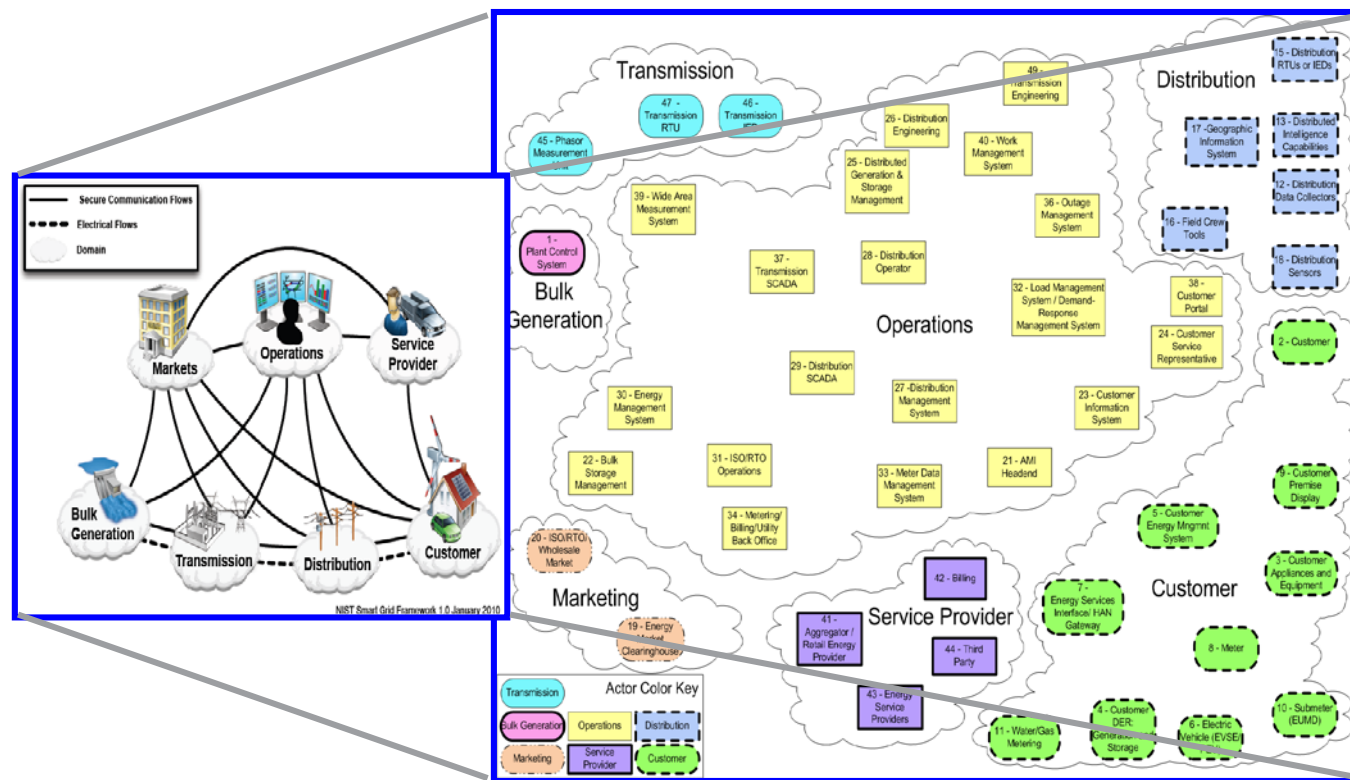 Secure Communication Flows
Electrical Flows
Domain
Markets
Operations
Service
Provider
Bulk
Generation
Transmission
Distribution
Customer
NIST Smart Grid Framework 1.0 January 2010
Transmission
47 -
Transmission
RTU
46 -
Transmission
45 - Phasor
Measurement
Bulk
Generation
1 -
Plant Control
System
Operations
49 -
Transmission
Engineering
26 - Distribution
Engineering
40 - Work
Management
System
25 - Distributed
Generation &
Storage
Management
39 - Wide Area
Measurement
System
36 - Outage
Management
System
28 - Distribution
Operator
37 -
Transmission
SCADA
32 - Load Management
System / Demand-
Response
Management System
38 -
Customer
Portal
24 - Customer
Service
Representative
29 - Distribution
SCADA
27 -Distribution
Management
System
23 - Customer
Information
System
30 - Energy
Management
System
22 - Bulk
Storage
Management
31 - ISO/RTO
Operations
33 - Meter Data
Management
System
21 - AMI
Headend
34 - Metering/
Billing/Utility
Back Office
Distribution
15 - Distribution
RTUs or IEDs
17 -Geographic
Information
System
13 - Distributed
Intelligence
Capabilities
12 - Distribution
Data Collectors
16 - Field Crew
Tools
18 - Distribution
Sensors
Customer
2 - Customer
9 - Customer
Premise
Display
5 - Customer
Energy Mngmnt
System
3 - Customer
Appliances and
Equipment
7 -
Energy Services
Interface/ HAN
Gateway
8 - Meter
10 - Submeter
(EUMD)
11 - Water/Gas
Metering
4 - Customer
DER:
Storage
6 - Electric
Vehicle (EVSE/
Marketing
20 - ISO/RTO/
Wholesale
Market
19 - Energy
Market
Clearinghouse
Service Provider
42 - Billing
41 -
Aggregator /
Retail Energy
Provider
44 - Third
Party
43 - Energy
Service
Providers
Actor Color Key
Transmission
Bulk Generation
Operations
Distribution
Marketing
Service
Provider
Customer